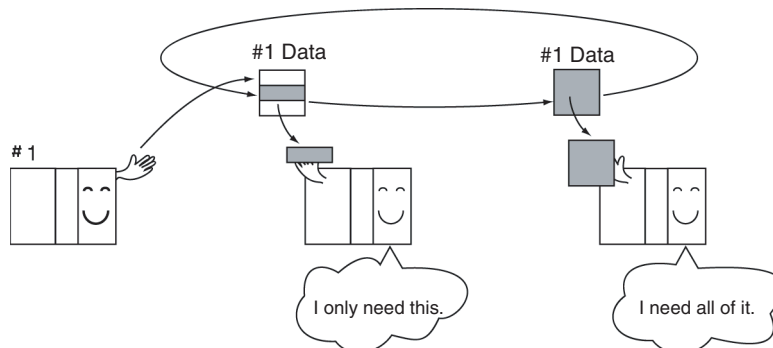 #1 Data
#1 Data
#1
I only need this.
I need all of it.